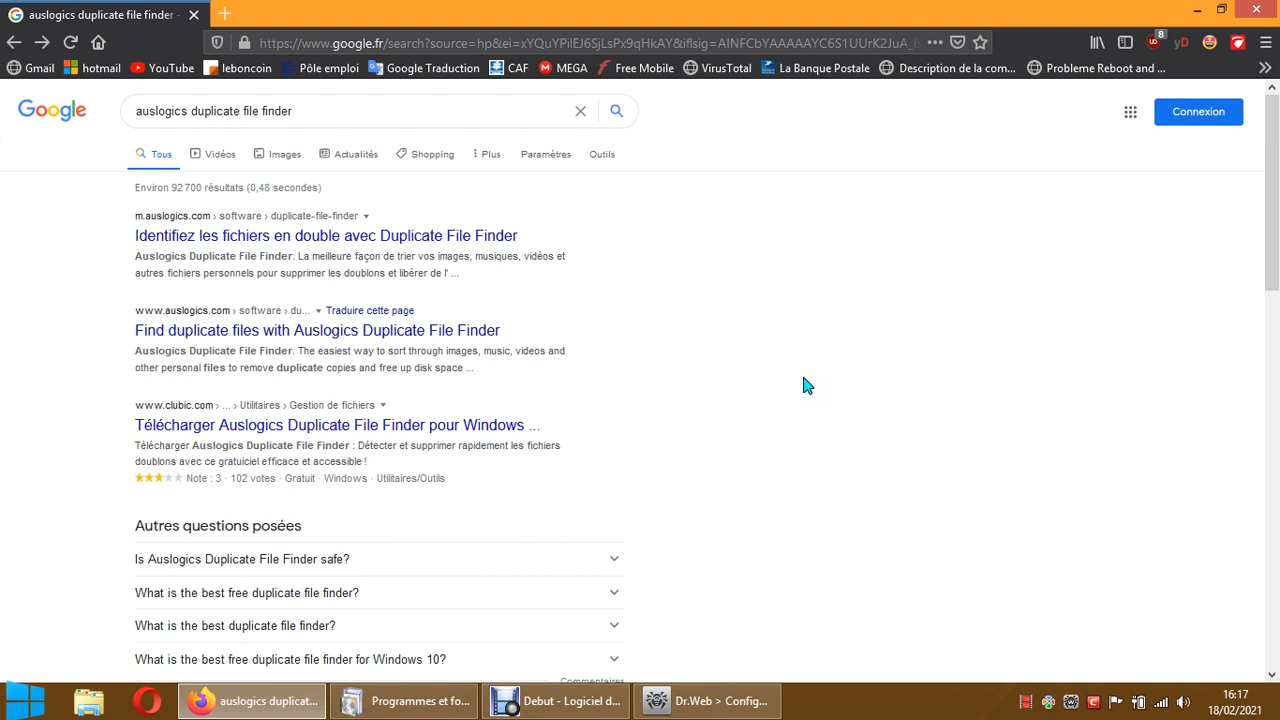 auslogics duplicate file finder -
https://www.google.fr/search?source=hp&ei=xYQuYPilEJ6SjLsPx9qHkAY&iflsig=AINFCbYAAAAAYC6S1UUrK2JuA_
8
Gmail
hotmail
YouTube
leboncoin
Pôle emploi
Google Traduction
CAF
MEGA
Free Mobile
VirusTotal
La Banque Postale
Description de la com...
Probleme Reboot and ...
Google
auslogics duplicate file finder
Connexion
Tous
Vidéos
Images
Actualités
Shopping
Plus
Paramètres
Outils
Environ 92 700 résultats (0,48 secondes)
m.auslogics.com › software › duplicate-file-finder
Identifiez les fichiers en double avec Duplicate File Finder
Auslogics Duplicate File Finder. La meilleure façon de trier vos images, musiques, vidéos et
autres fichiers personnels pour supprimer les doublons et libérer de l' ...
www.auslogics.com › software › du... Traduire cette page
Find duplicate files with Auslogics Duplicate File Finder
Auslogics Duplicate File Finder. The easiest way to sort through images, music, videos and
other personal files to remove duplicate copies and free up disk space ...
www.clubic.com › ... › Utilitaires › Gestion de fichiers
Télécharger Auslogics Duplicate File Finder pour Windows ...
Télécharger Auslogics Duplicate File Finder : Détecter et supprimer rapidement les fichiers
doublons avec ce gratuiciel efficace et accessible !
Note : 3 · 102 votes · Gratuit · Windows · Utilitaires/Outils
Autres questions posées
Is Auslogics Duplicate File Finder safe?
What is the best free duplicate file finder?
What is the best duplicate file finder?
What is the best free duplicate file finder for Windows 10?
Commentaires
auslogics duplicat...
Programmes et fo...
Debut - Logiciel d...
Dr.Web > Config...
16:17
18/02/2021